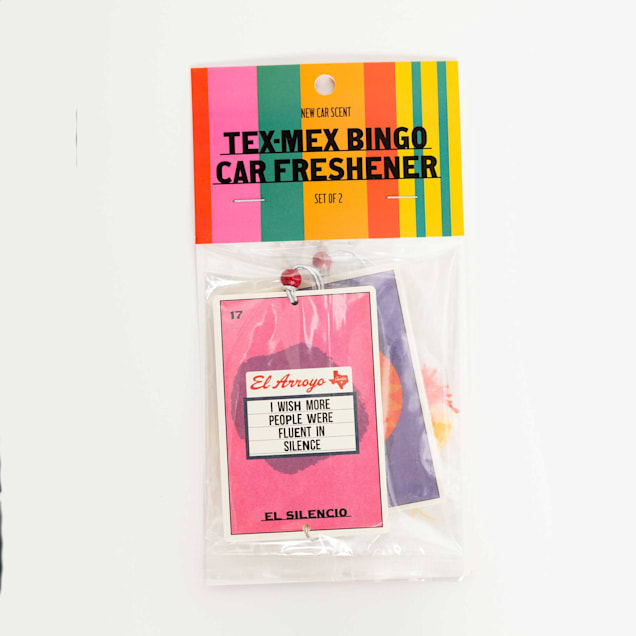 NEW CAR SCENT
TEX-MEX BINGO
CAR FRESHENER
SET OF 2
17
El Arroyo
I WISH MORE
PEOPLE WERE
FLUENT IN
SILENCE
EL SILENCIO